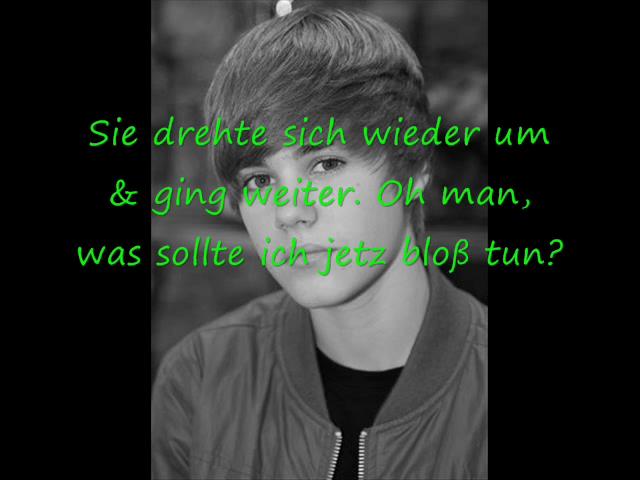 Sie drehte sich wieder um
& ging weiter. Oh man,
was sollte ich jetz bloß tun?